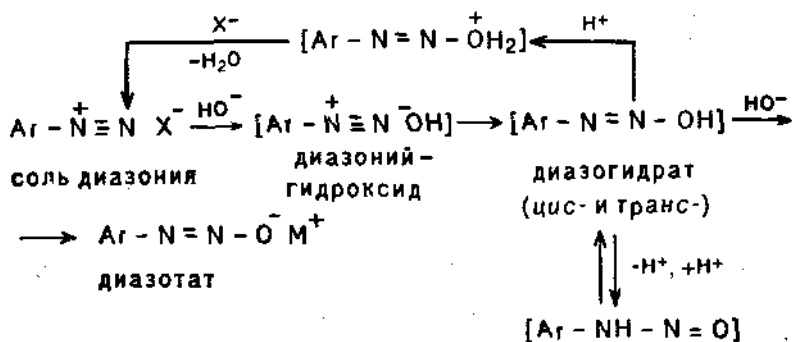 X⁻
–H₂O
[Ar – N = N – O⁺H₂]
H⁺
Ar – N⁺ ≡ N X⁻
HO⁻
[Ar – N⁺ ≡ N ⁻OH]
[Ar – N = N – OH]
HO⁻
соль диазония
диазоний-
гидроксид
диазогидрат
(цис- и транс-)
Ar – N = N – O⁻ M⁺
диазотат
-H⁺, +H⁺
[Ar – NH – N = O]